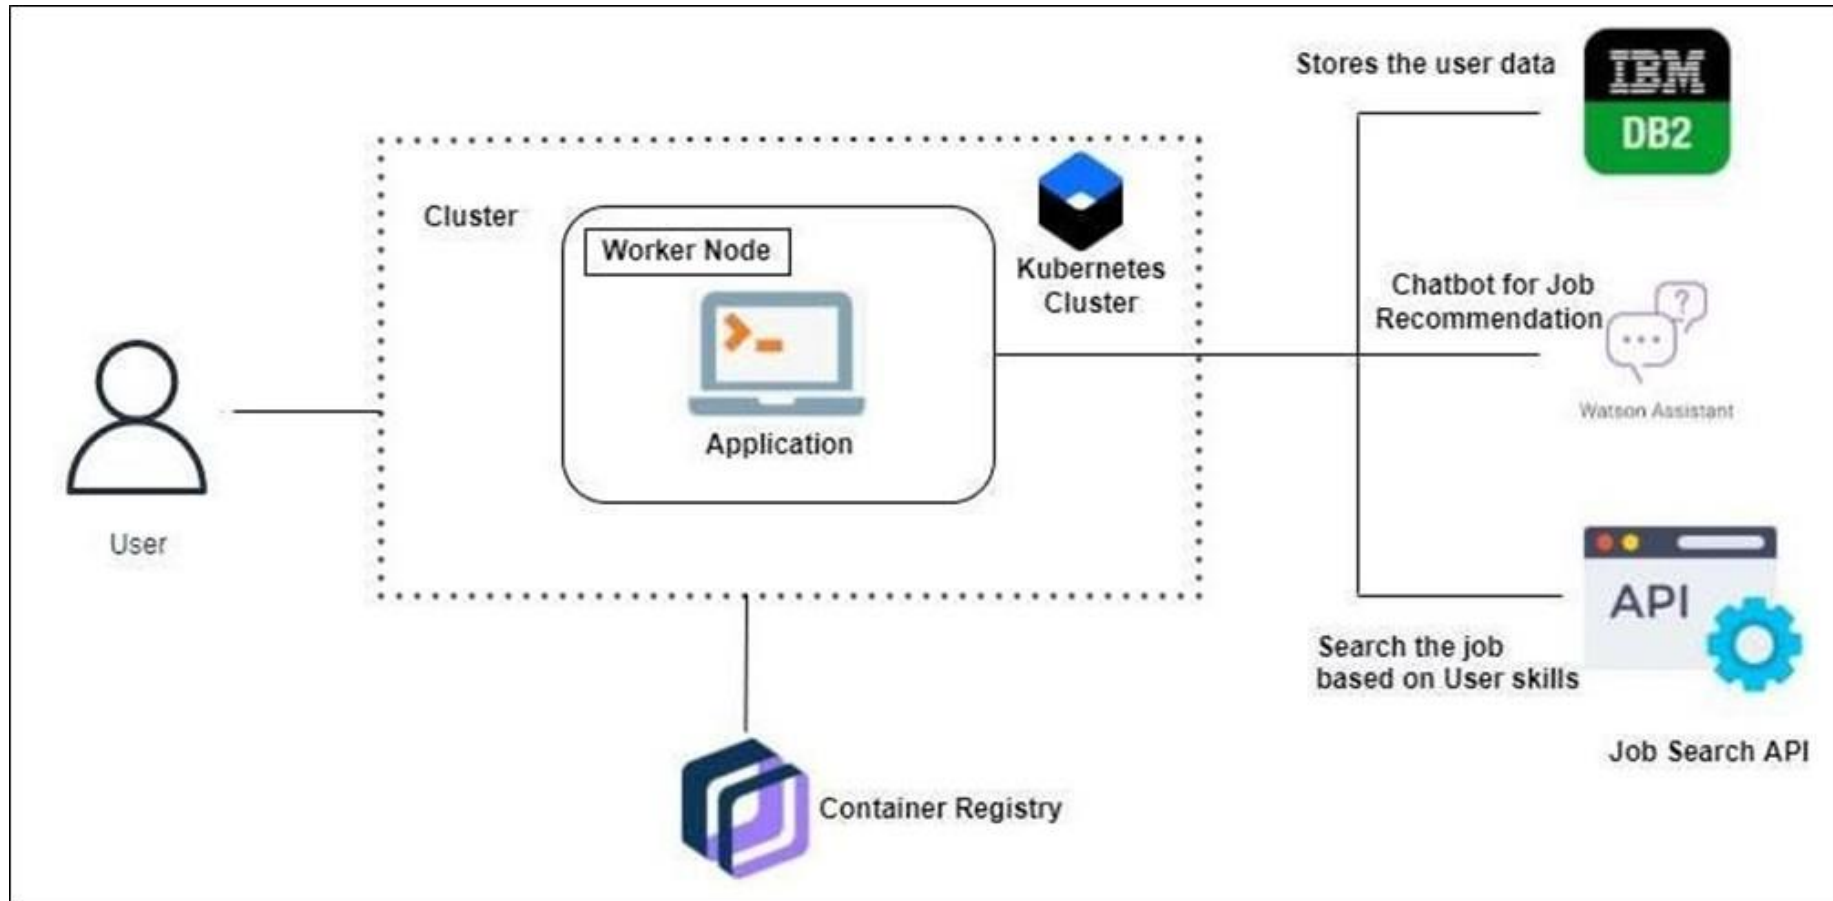 Stores the user data
IBM
DB2
Cluster
Worker Node
Kubernetes
Cluster
Application
Chatbot for Job
Recommendation
?
Watson Assistant
User
API
Search the job
based on User skills
Job Search API
Container Registry